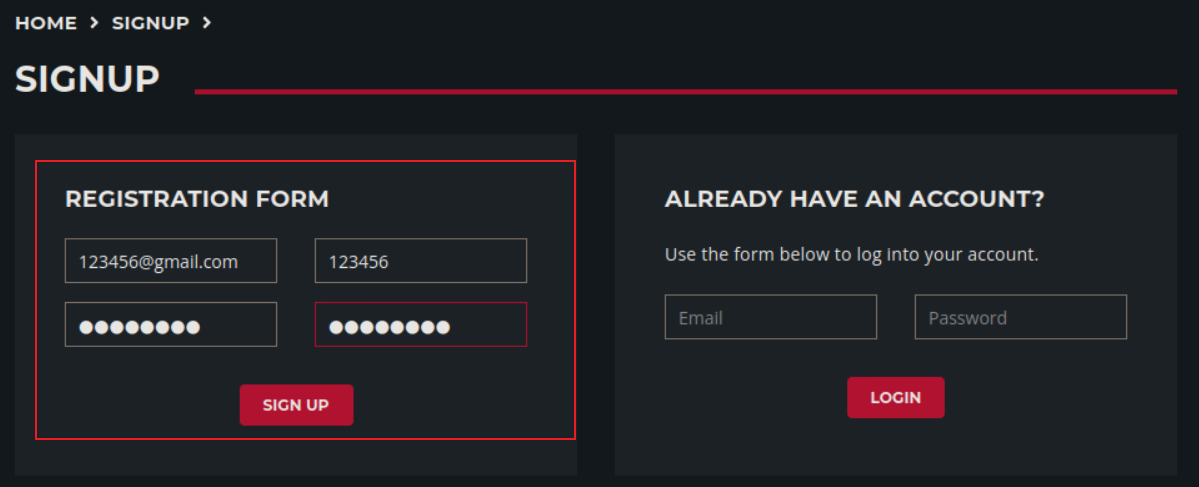 HOME > SIGNUP >
SIGNUP
REGISTRATION FORM
123456@gmail.com 123456
●●●●●●●● ●●●●●●●●
SIGN UP
ALREADY HAVE AN ACCOUNT?
Use the form below to log into your account.
Email Password
LOGIN